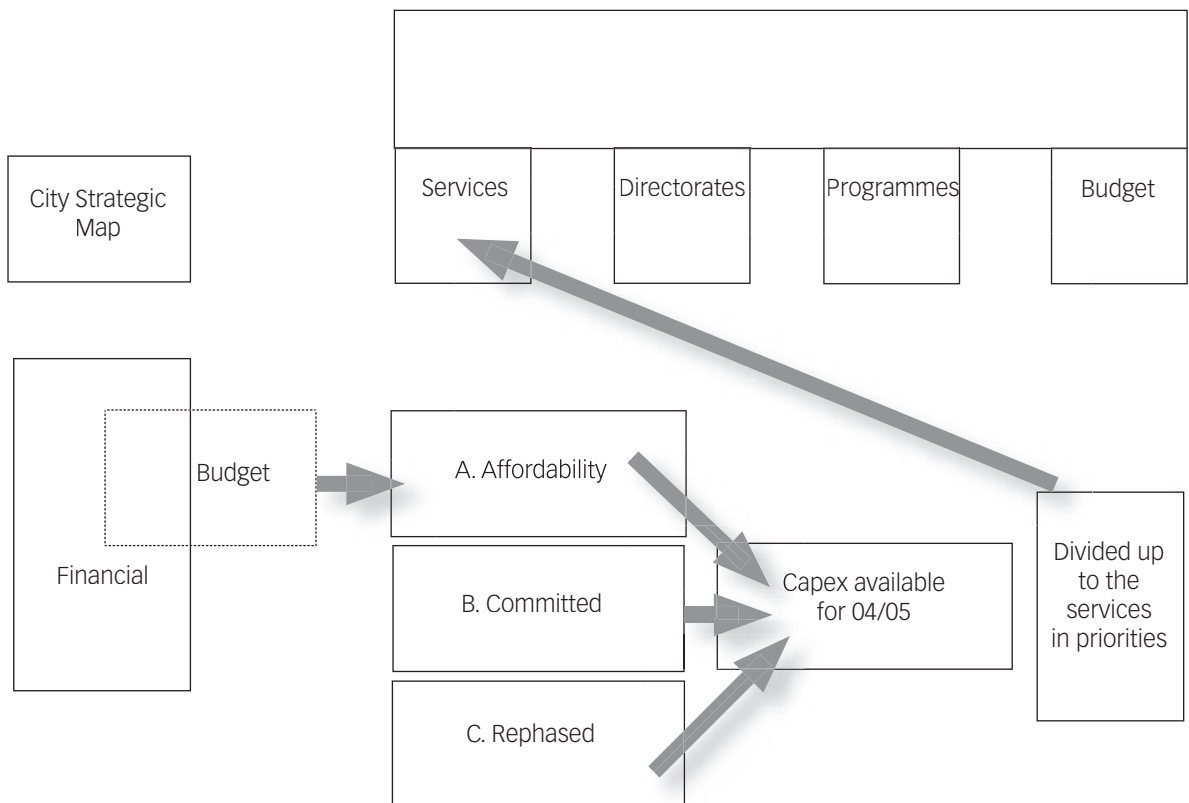 City Strategic
Map
Services
Directorates
Programmes
Budget
Budget
Financial
A. Affordability
B. Committed
C. Rephased
Capex available
for 04/05
Divided up
to the
services
in priorities